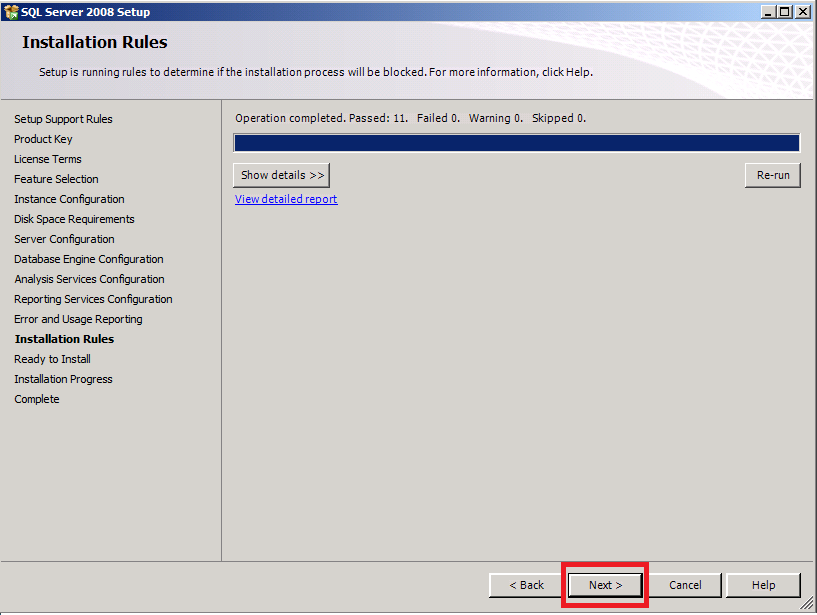 SQL Server 2008 Setup
Installation Rules
Setup is running rules to determine if the installation process will be blocked. For more information, click Help.
Setup Support Rules
Product Key
License Terms
Feature Selection
Instance Configuration
Disk Space Requirements
Server Configuration
Database Engine Configuration
Analysis Services Configuration
Reporting Services Configuration
Error and Usage Reporting
Installation Rules
Ready to Install
Installation Progress
Complete
Operation completed. Passed: 11. Failed 0. Warning 0. Skipped 0.
Show details >> Re-run
View detailed report
< Back Next > Cancel Help